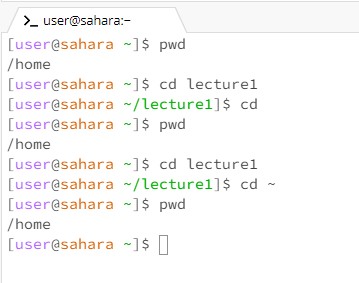 >_ user@sahara:~
[user@sahara ~]$ pwd
/home
[user@sahara ~]$ cd lecture1
[user@sahara ~/lecture1]$ cd
[user@sahara ~]$ pwd
/home
[user@sahara ~]$ cd lecture1
[user@sahara ~/lecture1]$ cd ~
[user@sahara ~]$ pwd
/home
[user@sahara ~]$